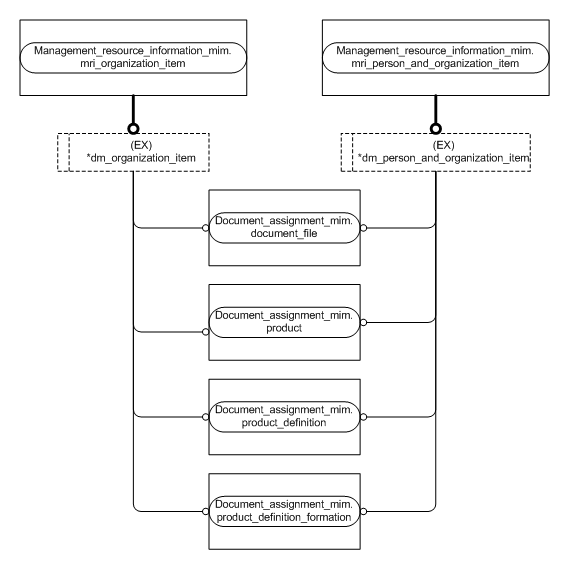 Management_resource_information_mim.
mri_organization_item
Management_resource_information_mim.
mri_person_and_organization_item
(EX)
*dm_organization_item
(EX)
*dm_person_and_organization_item
Document_assignment_mim.
document_file
Document_assignment_mim.
product
Document_assignment_mim.
product_definition
Document_assignment_mim.
product_definition_formation